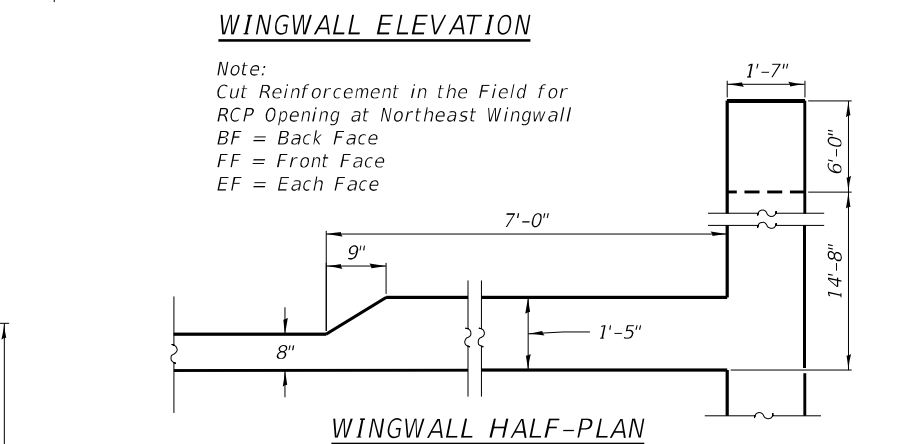 WINGWALL ELEVATION
Note:
Cut Reinforcement in the Field for
RCP Opening at Northeast Wingwall
BF = Back Face
FF = Front Face
EF = Each Face
1'-7"
6'-0"
7'-0"
9"
14'-8"
1'-5"
8"
WINGWALL HALF-PLAN